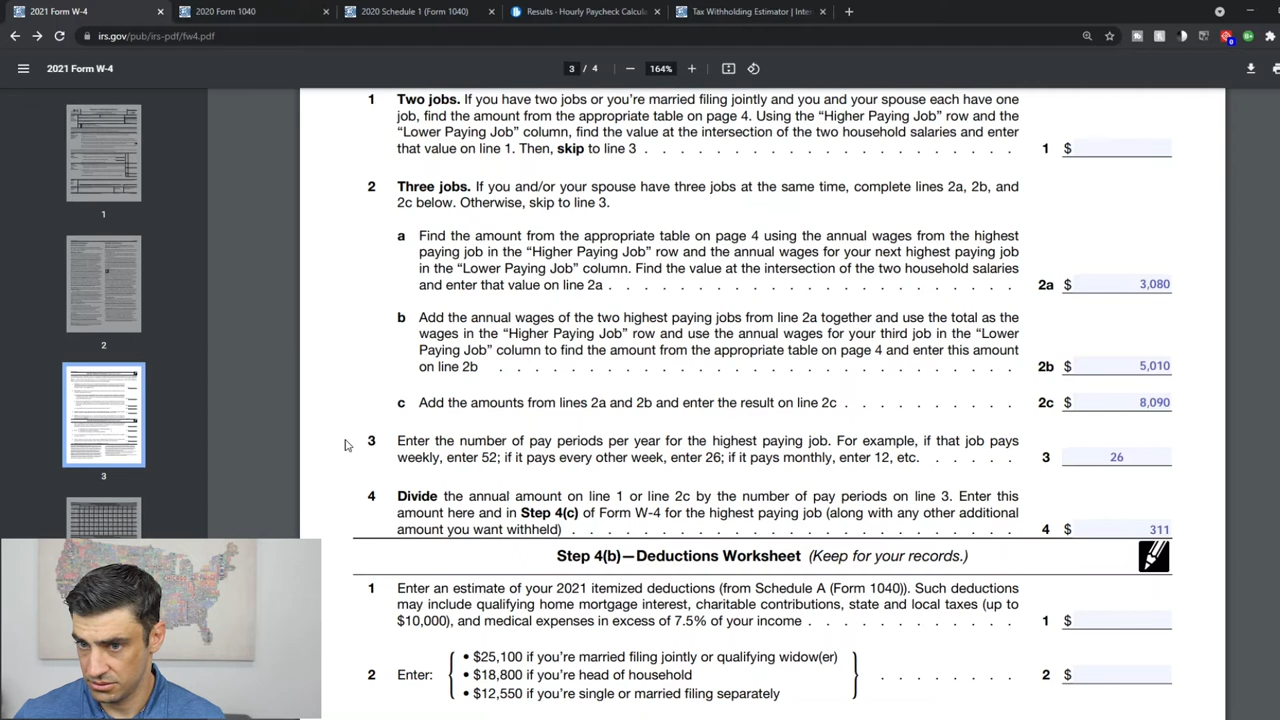 2021 Form W-4
2020 Form 1040
2020 Schedule 1 (Form 1040)
Results - Hourly Paycheck Calcula
Tax Withholding Estimator | Inter
irs.gov/pub/irs-pdf/fw4.pdf
2021 Form W-4
3 / 4
164%
1
2
3
1 Two jobs. If you have two jobs or you're married filing jointly and you and your spouse each have one
job, find the amount from the appropriate table on page 4. Using the "Higher Paying Job" row and the
"Lower Paying Job" column, find the value at the intersection of the two household salaries and enter
that value on line 1. Then, skip to line 3 . . . . . . . . . . . . . . . . . 1 $
2 Three jobs. If you and/or your spouse have three jobs at the same time, complete lines 2a, 2b, and
2c below. Otherwise, skip to line 3.
a Find the amount from the appropriate table on page 4 using the annual wages from the highest
paying job in the "Higher Paying Job" row and the annual wages for your next highest paying job
in the "Lower Paying Job" column. Find the value at the intersection of the two household salaries
and enter that value on line 2a . . . . . . . . . . . . . . . . . . 2a $ 3,080
b Add the annual wages of the two highest paying jobs from line 2a together and use the total as the
wages in the "Higher Paying Job" row and use the annual wages for your third job in the "Lower
Paying Job" column to find the amount from the appropriate table on page 4 and enter this amount
on line 2b . . . . . . . . . . . . . . . . . . . . . . . 2b $ 5,010
c Add the amounts from lines 2a and 2b and enter the result on line 2c . . . . . . . . 2c $ 8,090
3 Enter the number of pay periods per year for the highest paying job. For example, if that job pays
weekly, enter 52; if it pays every other week, enter 26; if it pays monthly, enter 12, etc. . . . . . 3 26
4 Divide the annual amount on line 1 or line 2c by the number of pay periods on line 3. Enter this
amount here and in Step 4(c) of Form W-4 for the highest paying job (along with any other additional
amount you want withheld) . . . . . . . . . . . . . . . . . . . 4 $ 311
Step 4(b)—Deductions Worksheet (Keep for your records.)
1 Enter an estimate of your 2021 itemized deductions (from Schedule A (Form 1040)). Such deductions
may include qualifying home mortgage interest, charitable contributions, state and local taxes (up to
$10,000), and medical expenses in excess of 7.5% of your income . . . . . . . . . . 1 $
• $25,100 if you're married filing jointly or qualifying widow(er)
2 Enter: • $18,800 if you're head of household . . . . . . . . 2 $
• $12,550 if you're single or married filing separately